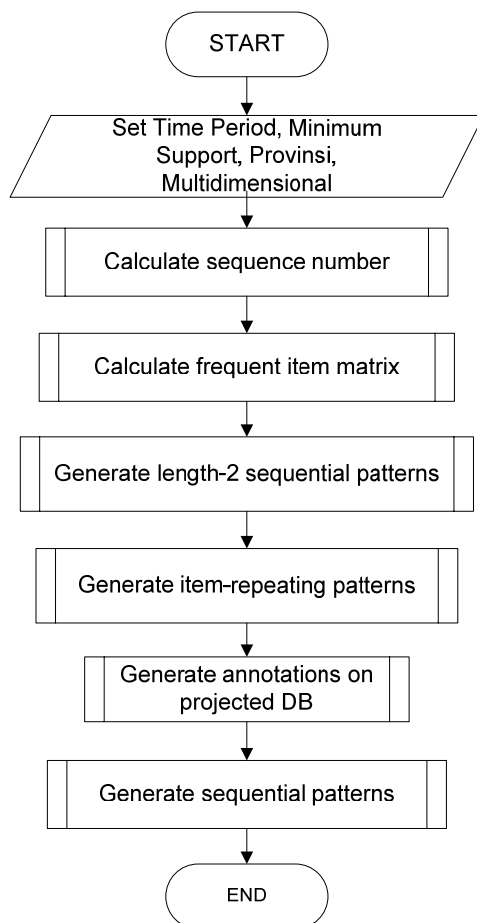 START
Set Time Period, Minimum
Support, Provinsi,
Multidimensional
Calculate sequence number
Calculate frequent item matrix
Generate length-2 sequential patterns
Generate item-repeating patterns
Generate annotations on
projected DB
Generate sequential patterns
END